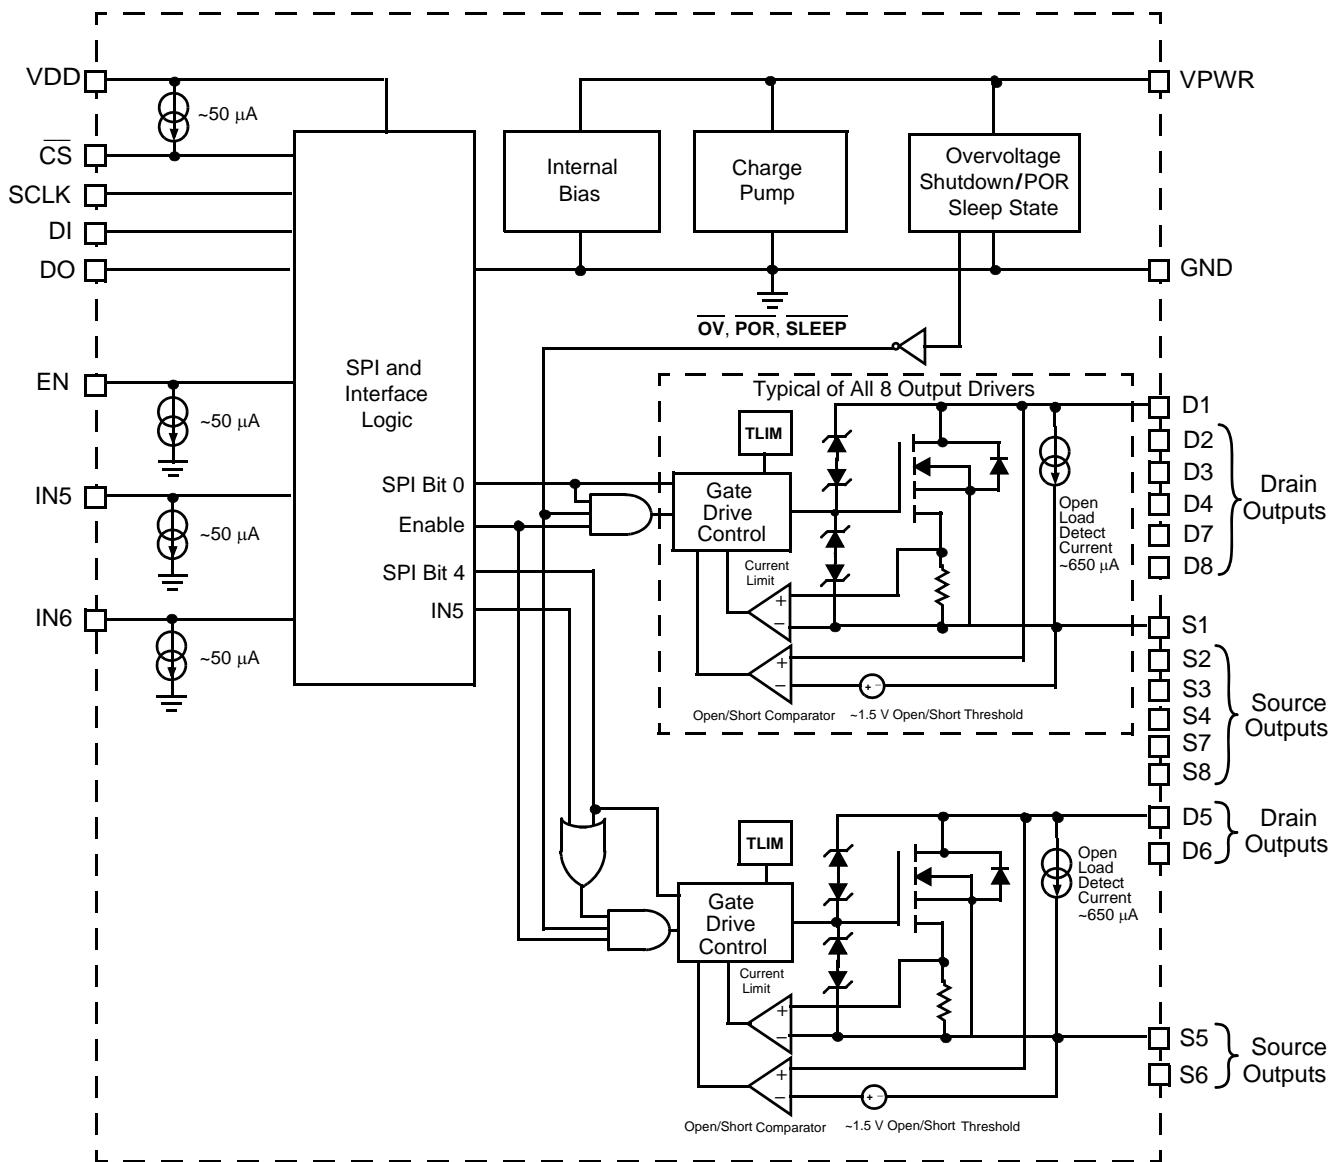 VDD
~50 µA
CS
SCLK
DI
DO
EN
~50 µA
IN5
~50 µA
IN6
~50 µA
SPI and
Interface
Logic
SPI Bit 0
Enable
SPI Bit 4
IN5
Internal
Bias
Charge
Pump
Overvoltage
Shutdown/POR
Sleep State
VPWR
GND
OV, POR, SLEEP
Typical of All 8 Output Drivers
TLIM
Gate
Drive
Control
Current
Limit
+
–
+
–
+ –
Open
Load
Detect
Current
~650 µA
Open/Short Comparator
~1.5 V Open/Short Threshold
D1
D2
D3
D4
D7
D8
Drain
Outputs
S1
S2
S3
S4
S7
S8
Source
Outputs
TLIM
Gate
Drive
Control
Current
Limit
+
–
+
–
+ –
Open
Load
Detect
Current
~650 µA
Open/Short Comparator
~1.5 V Open/Short Threshold
D5
D6
Drain
Outputs
S5
S6
Source
Outputs